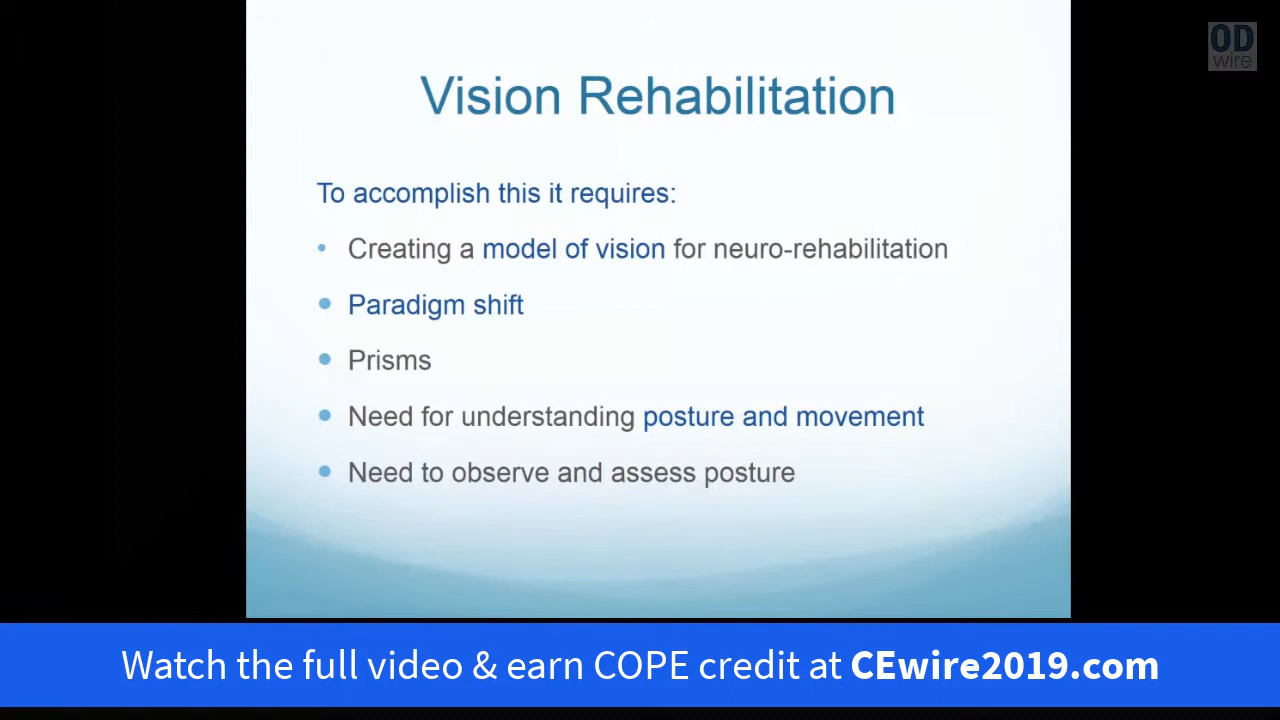 OD
wire
Vision Rehabilitation
To accomplish this it requires:
• Creating a model of vision for neuro-rehabilitation
• Paradigm shift
• Prisms
• Need for understanding posture and movement
• Need to observe and assess posture
Watch the full video & earn COPE credit at CEwire2019.com